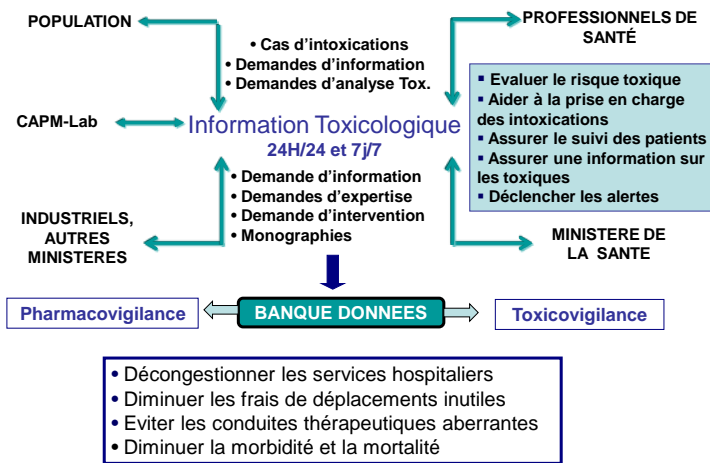 POPULATION
• Cas d'intoxications
• Demandes d'information
• Demandes d'analyse Tox.
PROFESSIONNELS DE
SANTÉ
▪ Evaluer le risque toxique
▪ Aider à la prise en charge
des intoxications
▪ Assurer le suivi des patients
▪ Assurer une information sur
les toxiques
▪ Déclencher les alertes
CAPM-Lab
Information Toxicologique
24H/24 et 7j/7
• Demande d'information
• Demandes d'expertise
• Demande d'intervention
• Monographies
INDUSTRIELS,
AUTRES
MINISTERES
MINISTERE DE
LA SANTE
Pharmacovigilance
BANQUE DONNEES
Toxicovigilance
• Décongestionner les services hospitaliers
• Diminuer les frais de déplacements inutiles
• Eviter les conduites thérapeutiques aberrantes
• Diminuer la morbidité et la mortalité